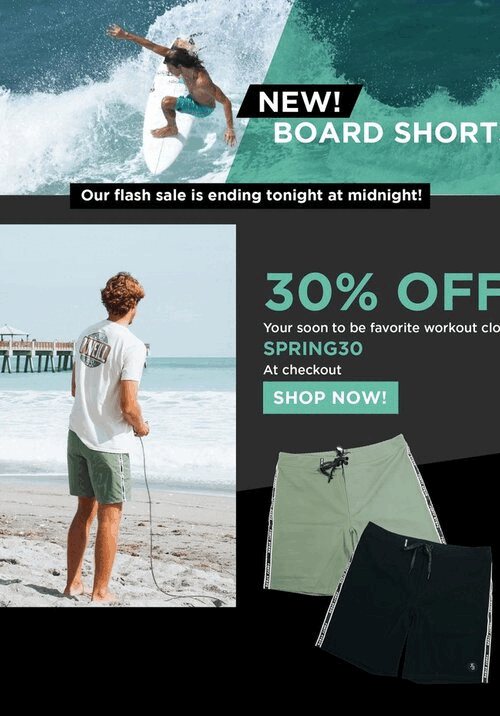 NEW!
BOARD SHORT
Our flash sale is ending tonight at midnight!
30% OFF
Your soon to be favorite workout clo
SPRING30
At checkout
SHOP NOW!